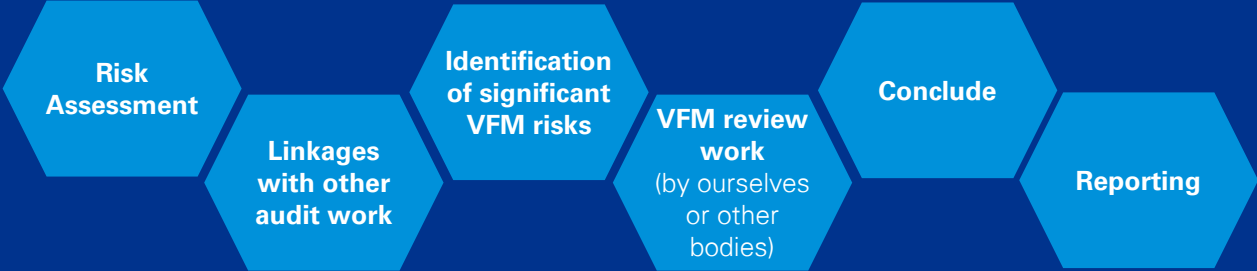 Risk
Assessment
Linkages
with other
audit work
Identification
of significant
VFM risks
VFM review
work
(by ourselves
or other
bodies)
Conclude
Reporting